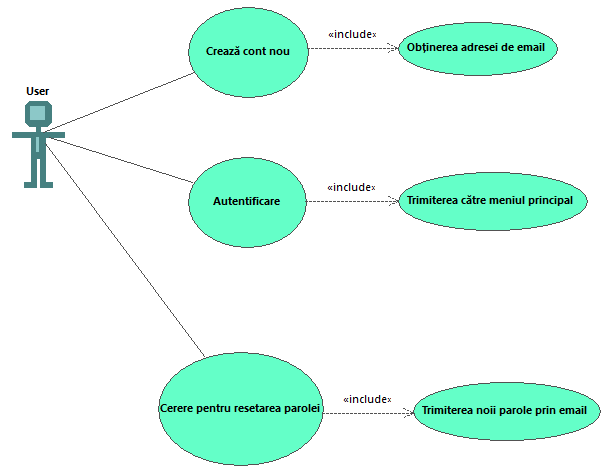 Crează cont nou
«include»
Obținerea adresei de email
User
Autentificare
«include»
Trimiterea către meniul principal
Cerere pentru resetarea parolei
«include»
Trimiterea noii parole prin email